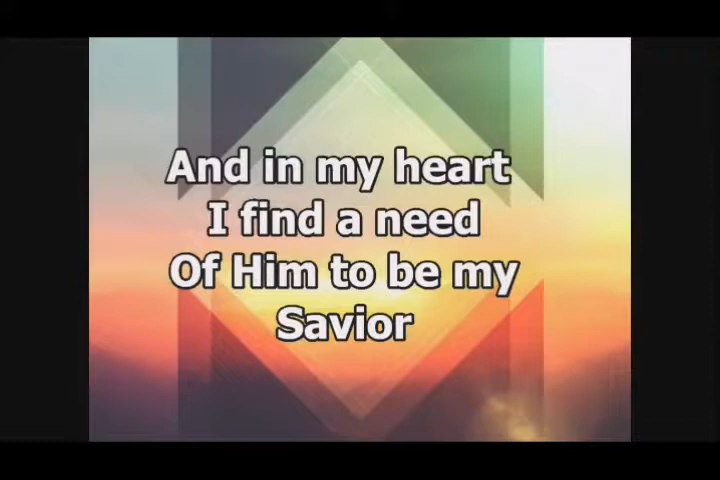 And in my heart
I find a need
Of Him to be my
Savior